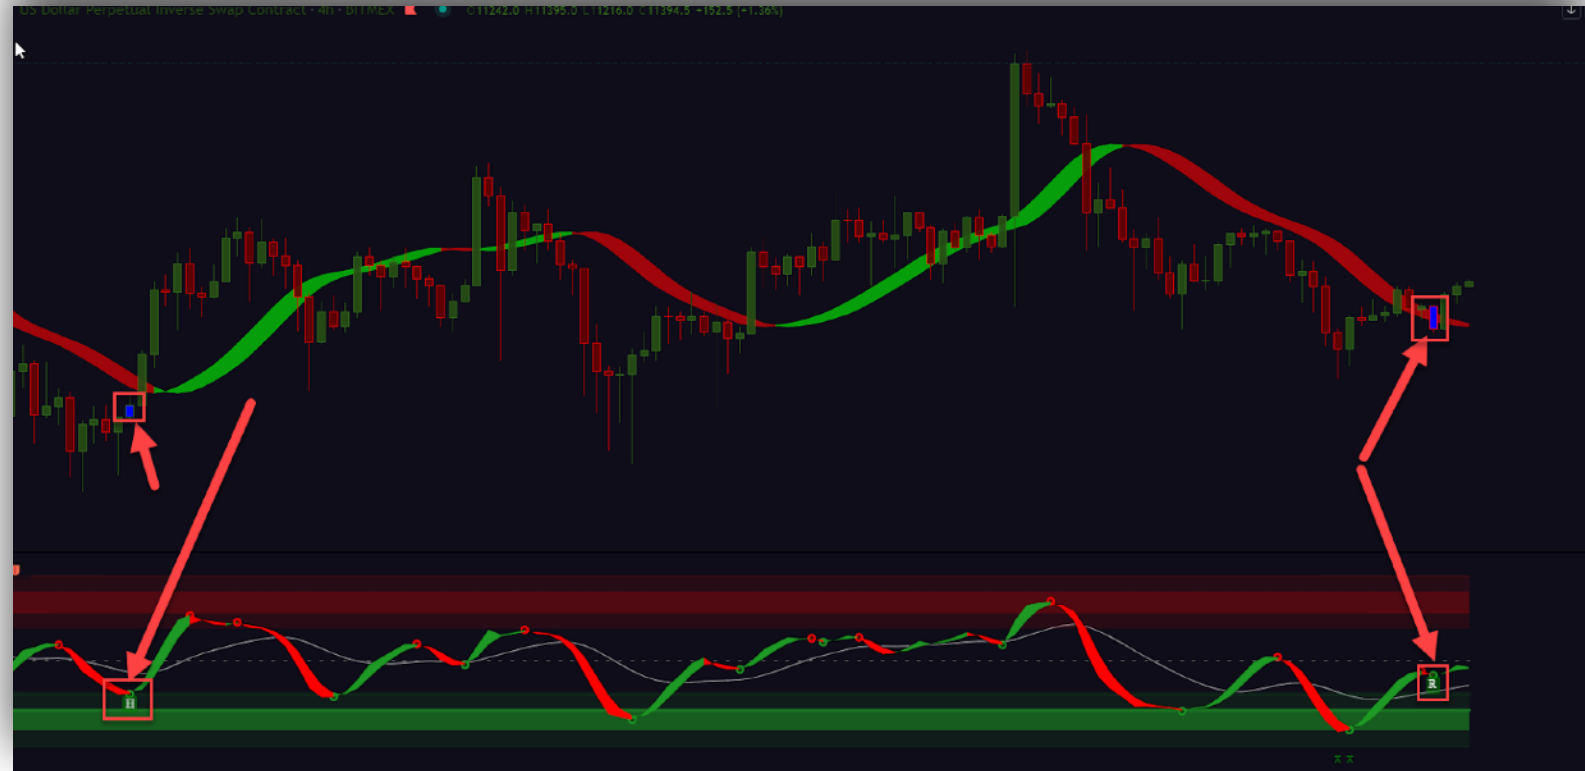 US Dollar Perpetual Inverse Swap Contract · 4h · BITMEX O11242.0 H11395.0 L11216.0 C11394.5 +152.5 (+1.36%)
H
R